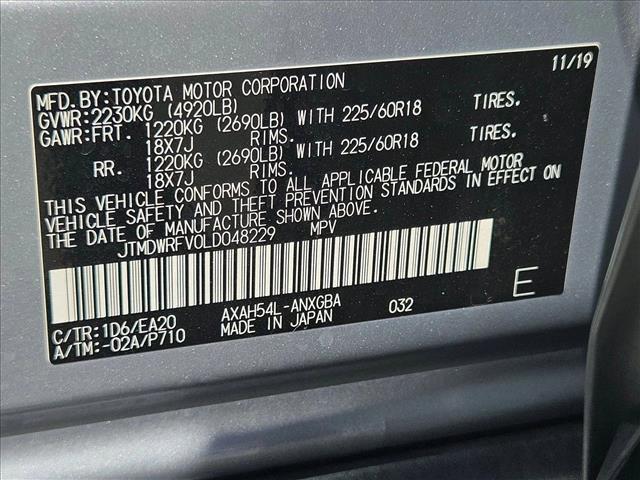 11/19
MFD. BY:TOYOTA MOTOR CORPORATION
GVWR:2230KG (4920LB)
GAWR:FRT. 1220KG (2690LB) WITH 225/60R18 TIRES.
18X7J RIMS.
RR. 1220KG (2690LB) WITH 225/60R18 TIRES.
18X7J RIMS.
THIS VEHICLE CONFORMS TO ALL APPLICABLE FEDERAL MOTOR
VEHICLE SAFETY AND THEFT PREVENTION STANDARDS IN EFFECT ON
THE DATE OF MANUFACTURE SHOWN ABOVE.
JTMDWRFV0LD048229 MPV
E
C/TR:1D6/EA20 AXAH54L-ANXGBA 032
A/TM:-02A/P710 MADE IN JAPAN